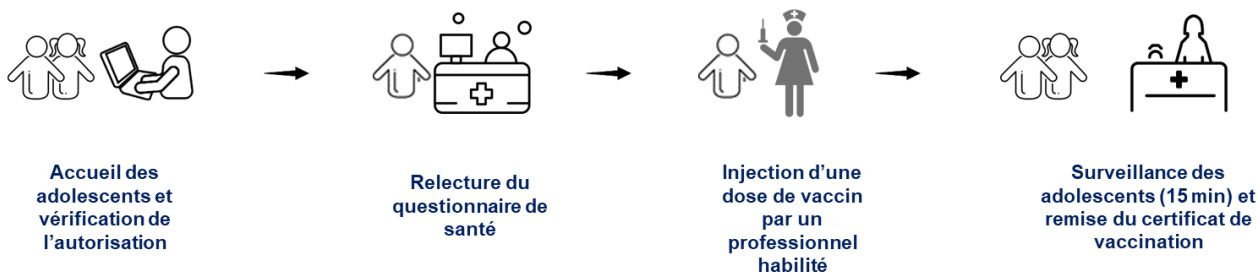 Accueil des
adolescents et
vérification de
l’autorisation
Relecture du
questionnaire de
santé
Injection d’une
dose de vaccin
par un
professionnel
habilité
Surveillance des
adolescents (15 min) et
remise du certificat de
vaccination